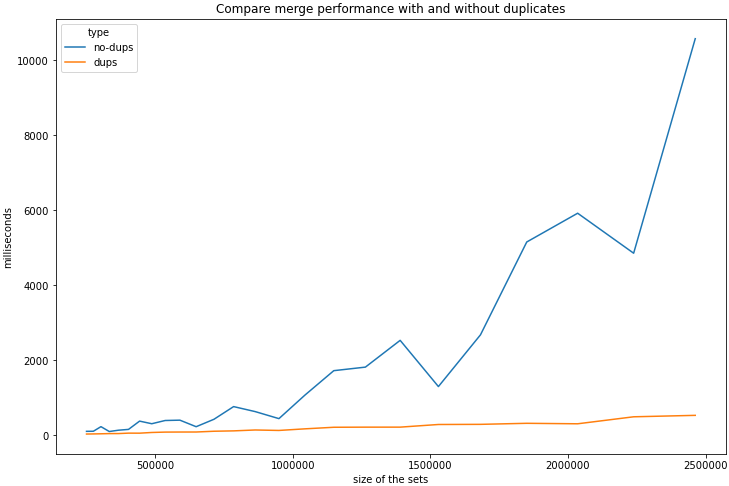 Compare merge performance with and without duplicates
type
no-dups
dups
10000
8000
6000
4000
2000
0
milliseconds
500000
1000000
1500000
2000000
2500000
size of the sets